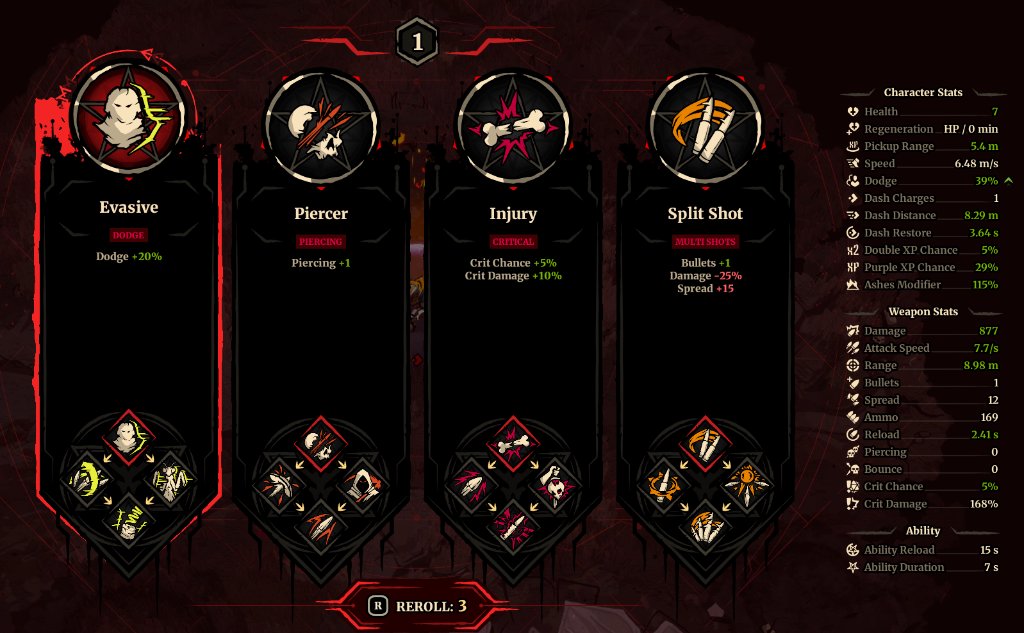 1
Evasive
DODGE
Dodge +20%
Piercer
PIERCING
Piercing +1
Injury
CRITICAL
Crit Chance +5%
Crit Damage +10%
Split Shot
MULTI SHOTS
Bullets +1
Damage -25%
Spread +15
R REROLL: 3
Character Stats
Health 7
Regeneration HP / 0 min
Pickup Range 5.4 m
Speed 6.48 m/s
Dodge 39%
Dash Charges 1
Dash Distance 8.29 m
Dash Restore 3.64 s
x2 Double XP Chance 5%
XP Purple XP Chance 29%
Ashes Modifier 115%
Weapon Stats
Damage 877
Attack Speed 7.7/s
Range 8.98 m
Bullets 1
Spread 12
Ammo 169
Reload 2.41 s
Piercing 0
Bounce 0
Crit Chance 5%
Crit Damage 168%
Ability
Ability Reload 15 s
Ability Duration 7 s